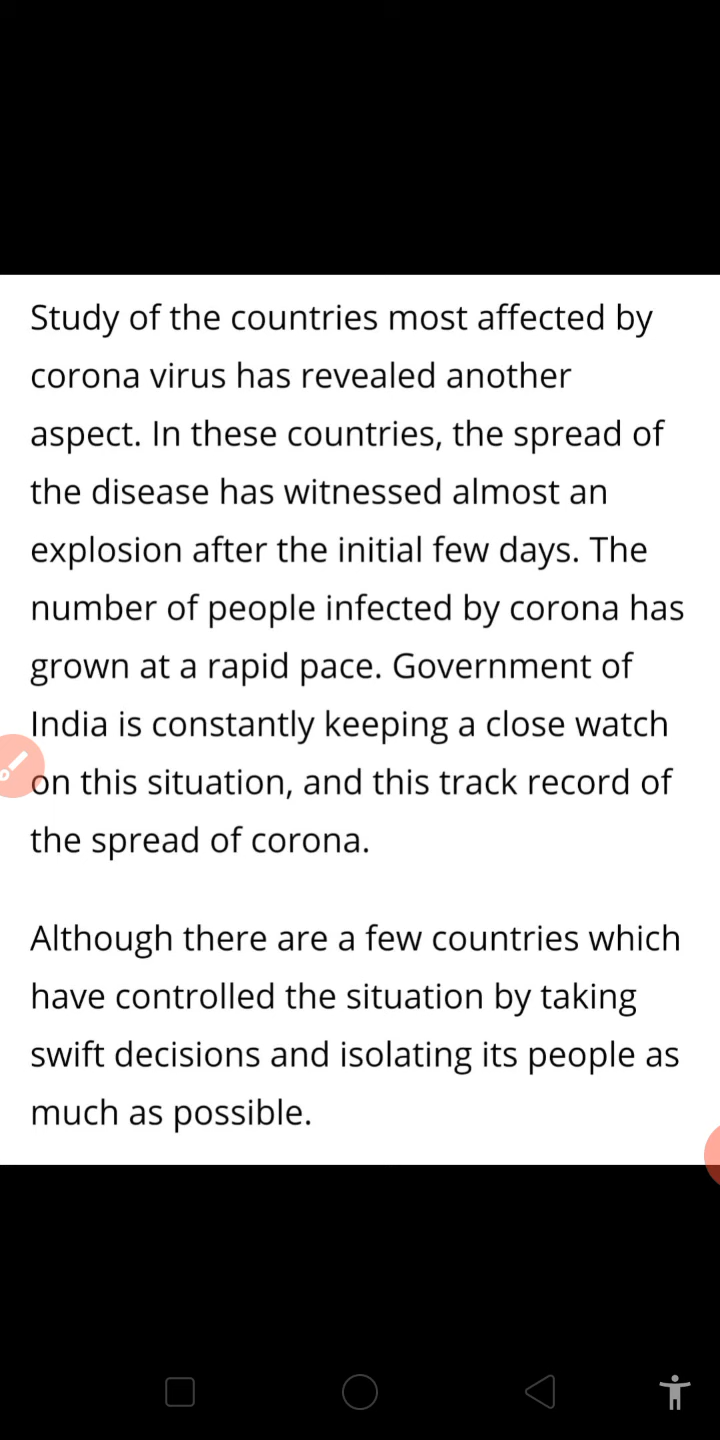 Study of the countries most affected by
corona virus has revealed another
aspect. In these countries, the spread of
the disease has witnessed almost an
explosion after the initial few days. The
number of people infected by corona has
grown at a rapid pace. Government of
India is constantly keeping a close watch
on this situation, and this track record of
the spread of corona.
Although there are a few countries which
have controlled the situation by taking
swift decisions and isolating its people as
much as possible.